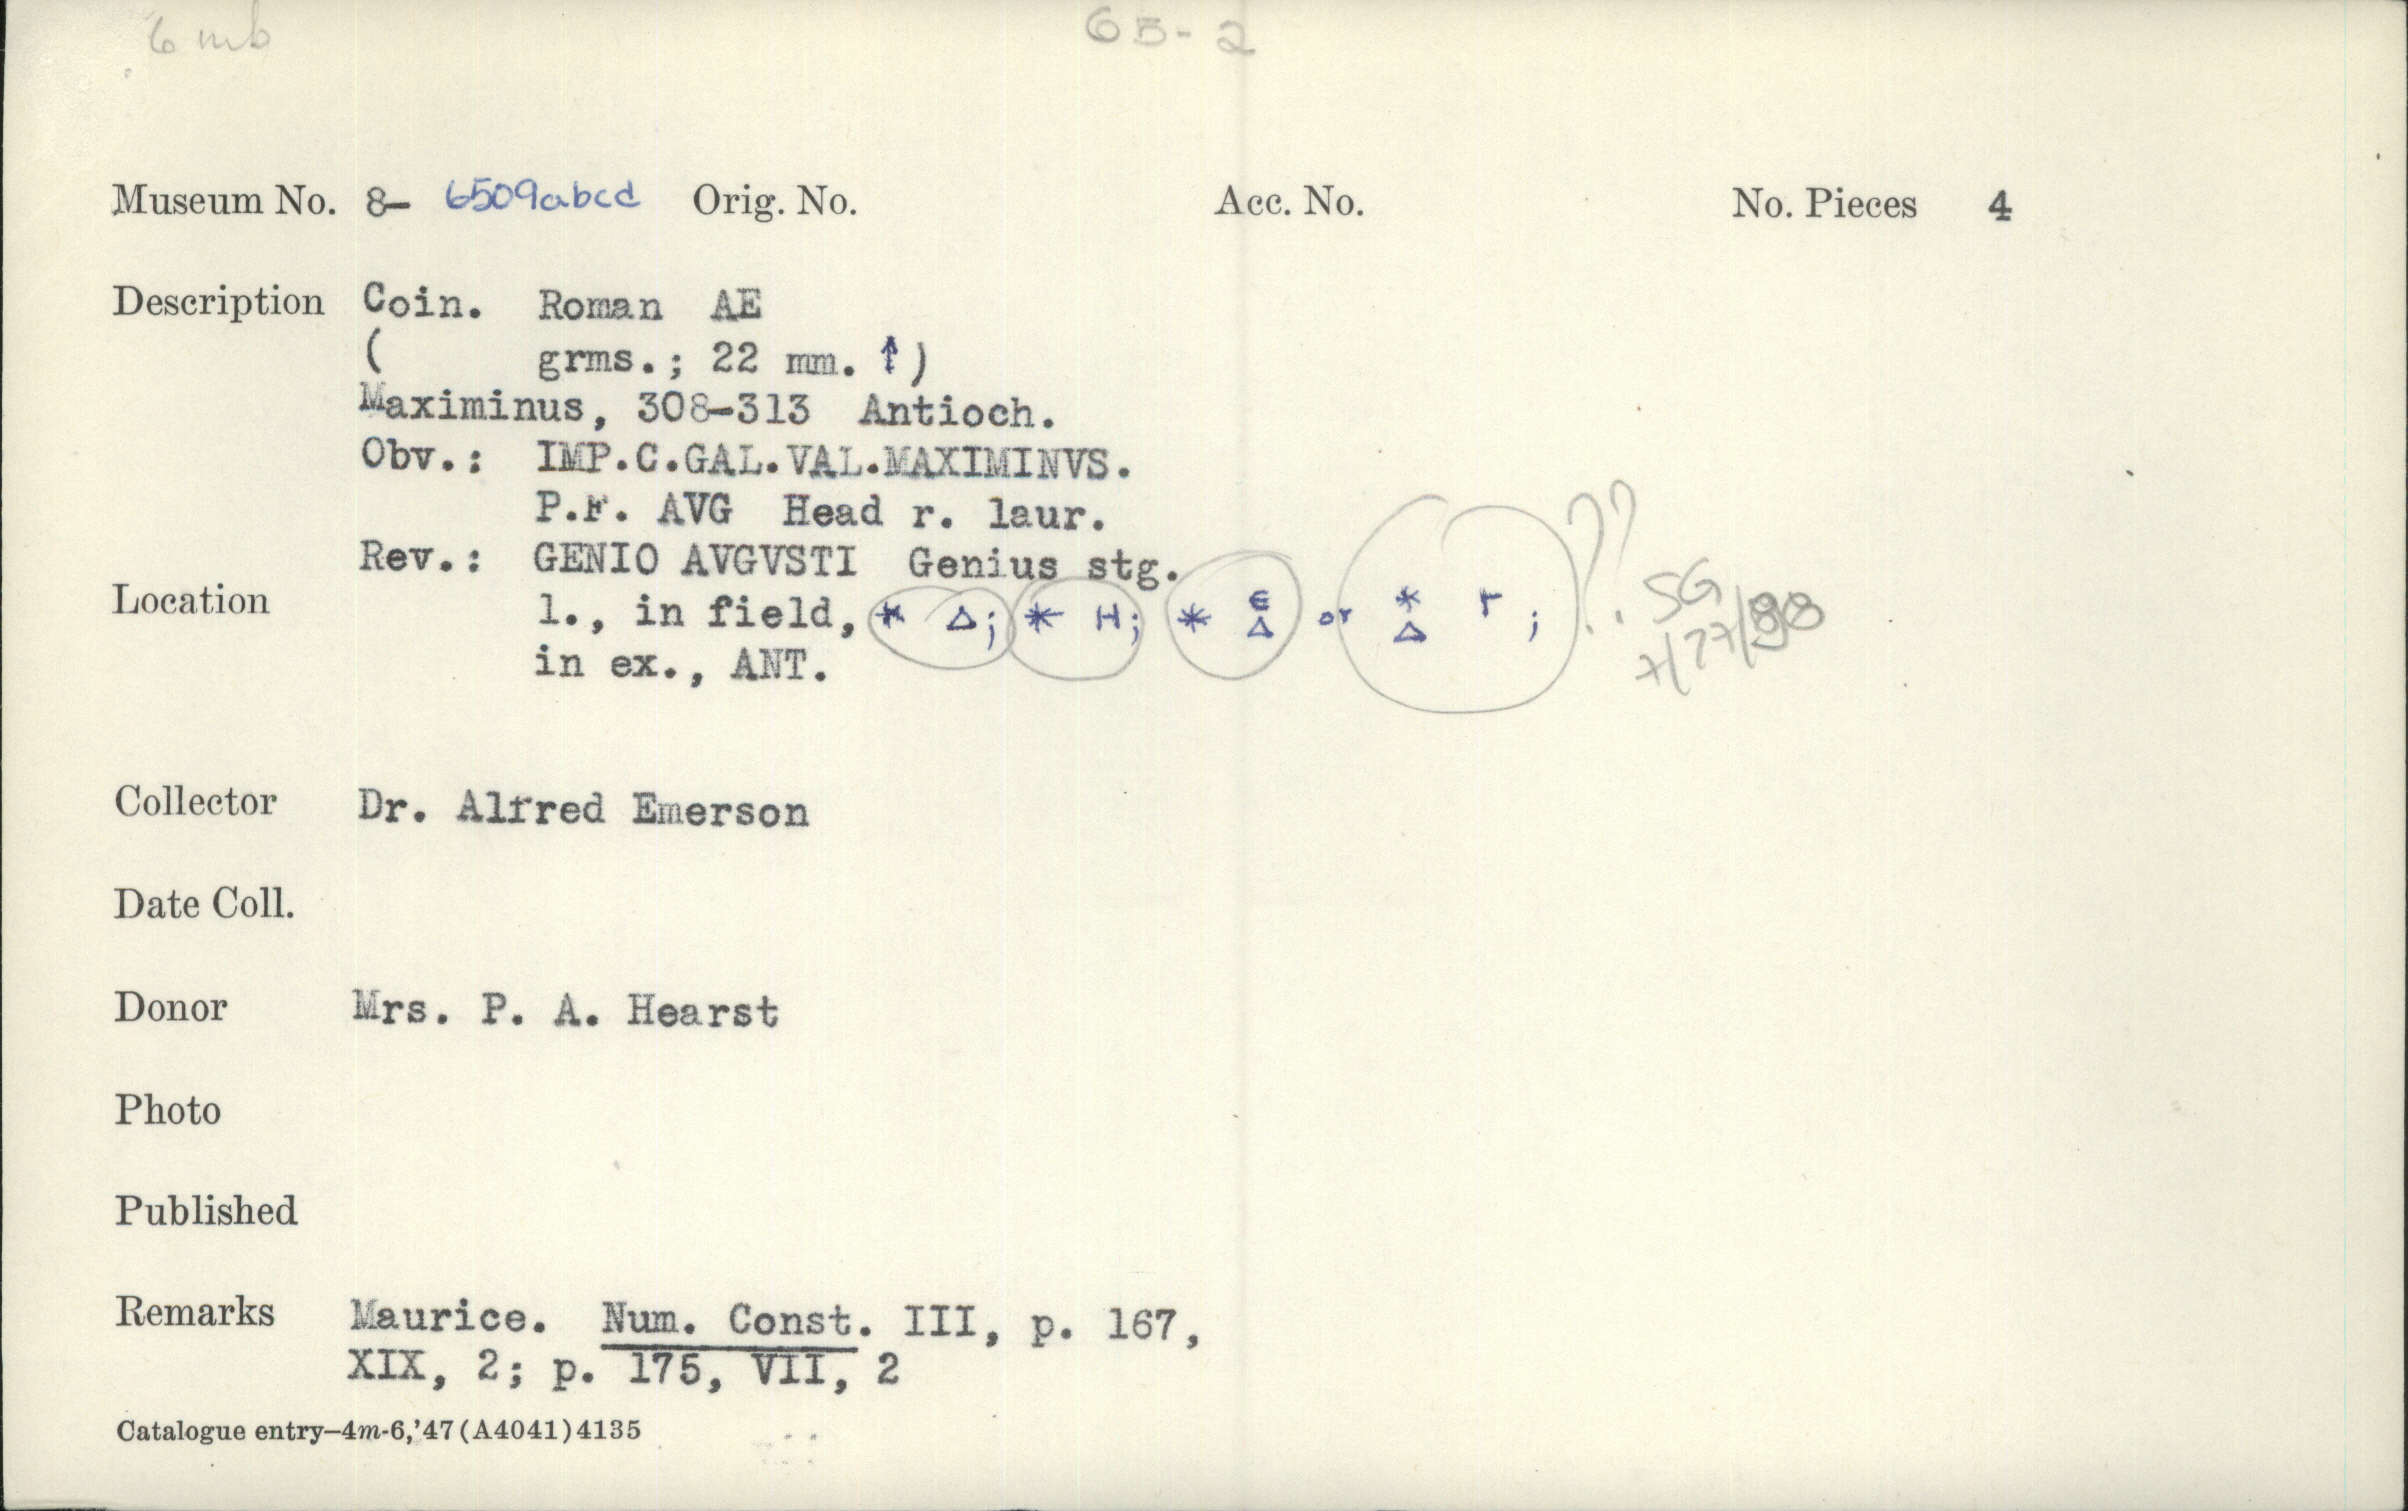 6 mb 6B-2
Museum No. 8- 6509abcd Orig. No. Acc. No. No. Pieces 4
Description Coin. Roman AE
( grms.; 22 mm. ↑)
Maximinus, 308-313 Antioch.
Obv.: IMP.C.GAL.VAL.MAXIMINVS.
P.F. AVG Head r. laur.
Rev.: GENIO AVGVSTI Genius stg.
Location l., in field, * Δ; * H; * ϵ Δ or * Δ Γ ; ?? SG
in ex., ANT. 7/27/88
Collector Dr. Alfred Emerson
Date Coll.
Donor Mrs. P. A. Hearst
Photo
Published
Remarks Maurice. Num. Const. III, p. 167,
XIX, 2; p. 175, VII, 2
Catalogue entry—4m-6,'47(A4041)4135